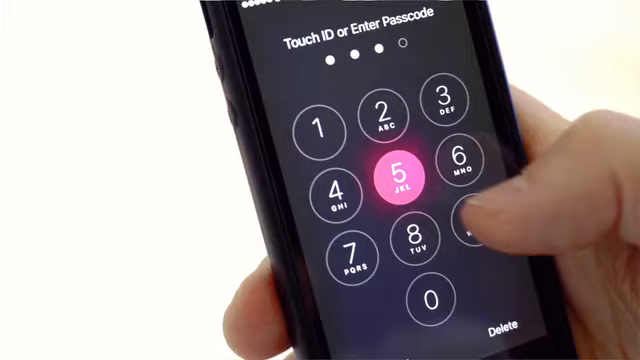 Touch ID or Enter Passcode
1
2
ABC
3
DEF
4
GHI
5
JKL
6
MNO
7
PQRS
8
TUV
0
Delete